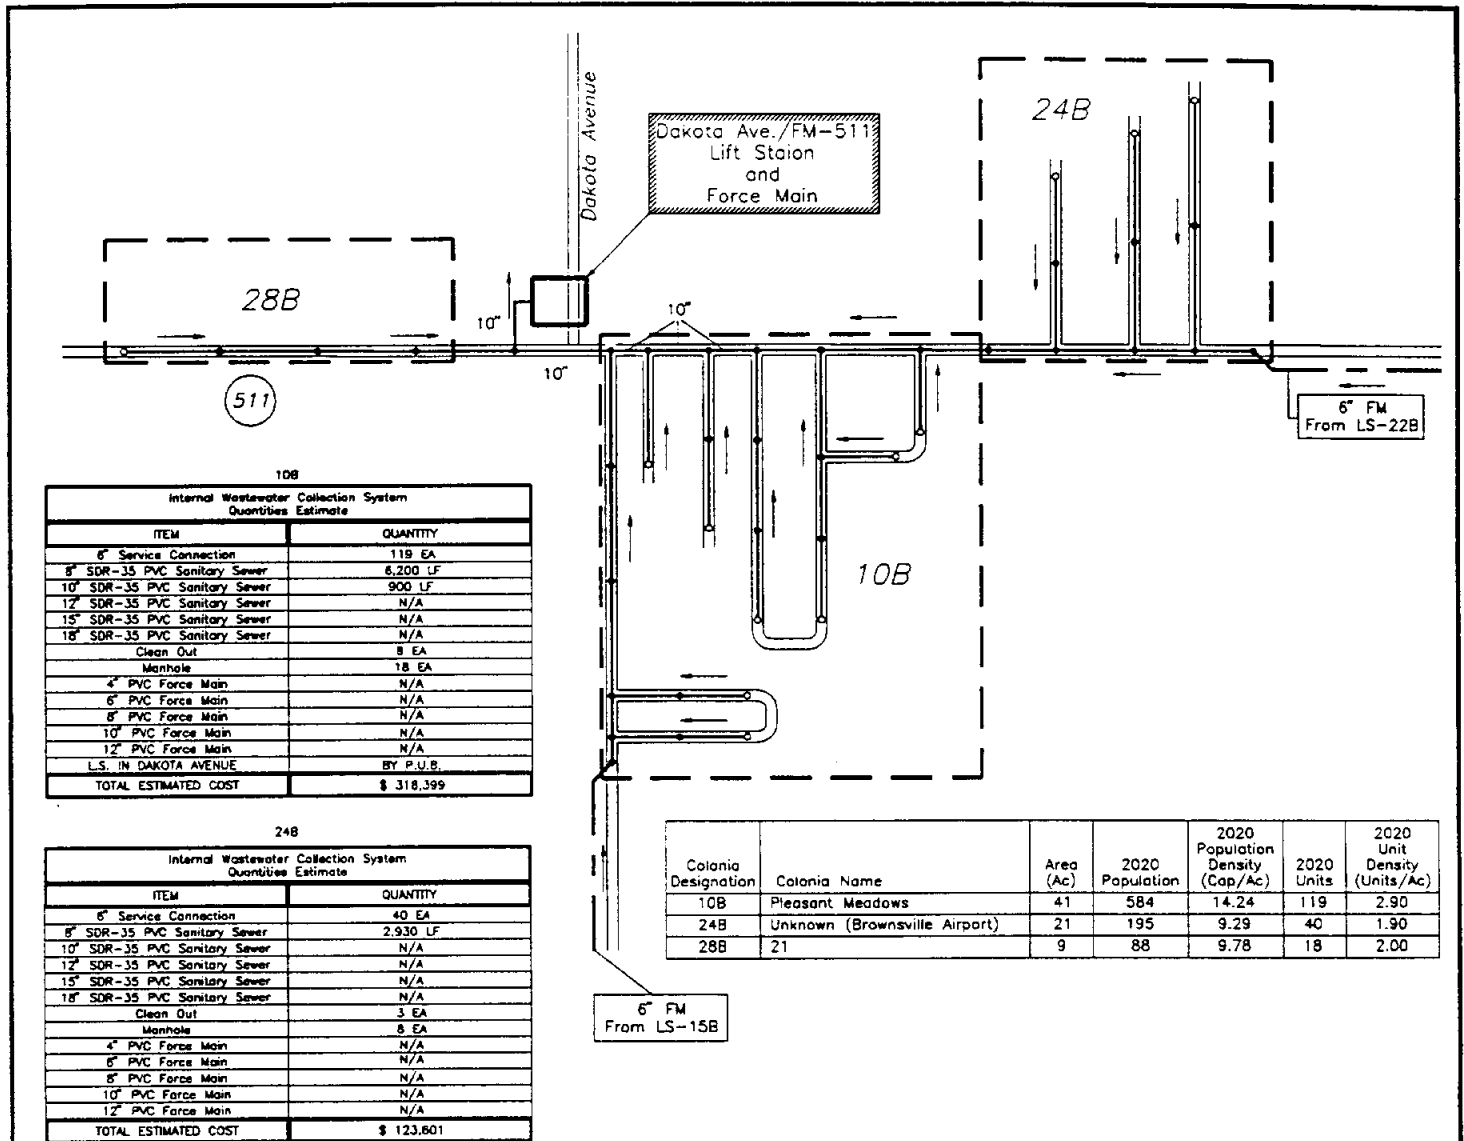 Dakota Avenue
Dakota Ave./FM-511
Lift Staion
and
Force Main
24B
28B
10"
10"
10"
511
6" FM
From LS-22B
10B
10B
Internal Wastewater Collection System
Quantities Estimate
ITEM QUANTITY
6" Service Connection 119 EA
8" SDR-35 PVC Sanitary Sewer 6,200 LF
10" SDR-35 PVC Sanitary Sewer 900 LF
12" SDR-35 PVC Sanitary Sewer N/A
15" SDR-35 PVC Sanitary Sewer N/A
18" SDR-35 PVC Sanitary Sewer N/A
Clean Out 8 EA
Manhole 18 EA
4" PVC Force Main N/A
6" PVC Force Main N/A
8" PVC Force Main N/A
10" PVC Force Main N/A
12" PVC Force Main N/A
L.S. IN DAKOTA AVENUE BY P.U.B.
TOTAL ESTIMATED COST $ 318,399
24B
Internal Wastewater Collection System
Quantities Estimate
ITEM QUANTITY
6" Service Connection 40 EA
8" SDR-35 PVC Sanitary Sewer 2,930 LF
10" SDR-35 PVC Sanitary Sewer N/A
12" SDR-35 PVC Sanitary Sewer N/A
15" SDR-35 PVC Sanitary Sewer N/A
18" SDR-35 PVC Sanitary Sewer N/A
Clean Out 3 EA
Manhole 8 EA
4" PVC Force Main N/A
6" PVC Force Main N/A
8" PVC Force Main N/A
10" PVC Force Main N/A
12" PVC Force Main N/A
TOTAL ESTIMATED COST $ 123,601
Colonia Designation Colonia Name Area (Ac) 2020 Population 2020 Population Density (Cap/Ac) 2020 Units 2020 Unit Density (Units/Ac)
10B Pleasant Meadows 41 584 14.24 119 2.90
24B Unknown (Brownsville Airport) 21 195 9.29 40 1.90
28B 21 9 88 9.78 18 2.00
6" FM
From LS-15B